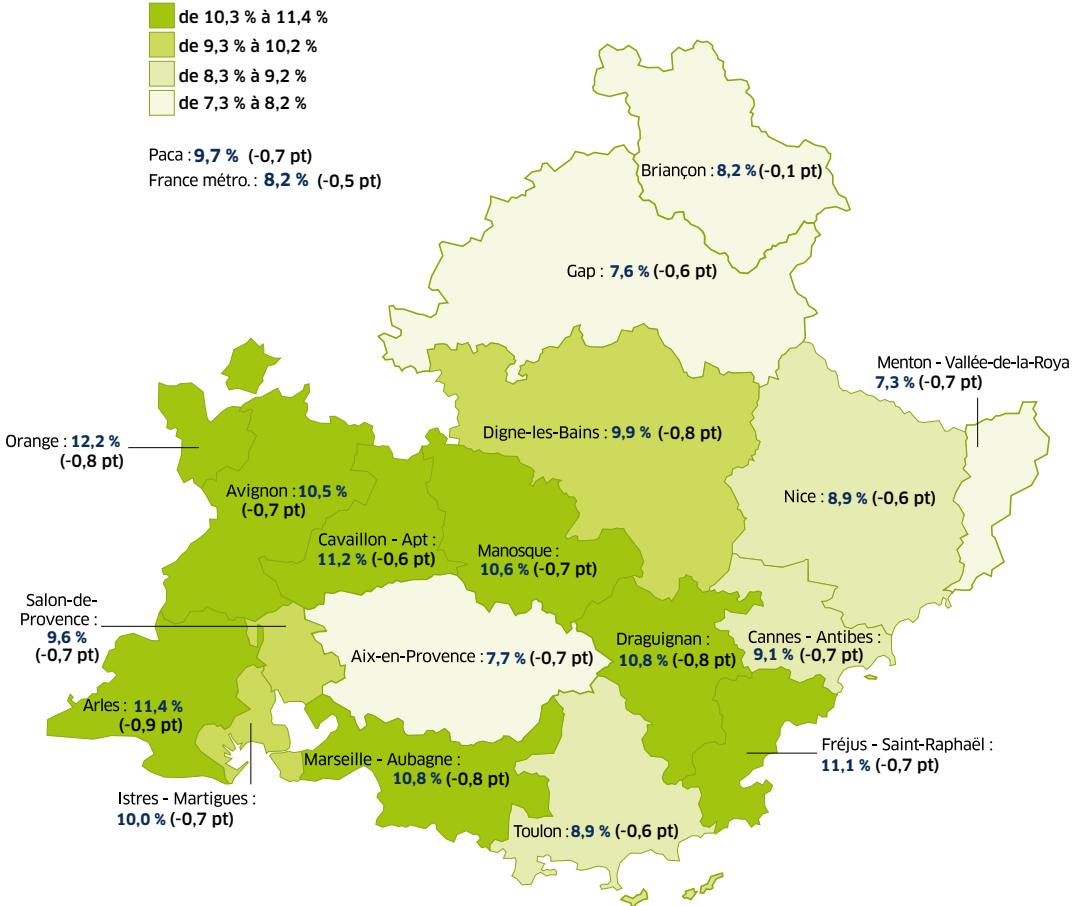 de 10,3 % à 11,4 %
de 9,3 % à 10,2 %
de 8,3 % à 9,2 %
de 7,3 % à 8,2 %
Paca : 9,7 % (-0,7 pt)
France métro. : 8,2 % (-0,5 pt)
Briançon : 8,2 % (-0,1 pt)
Gap : 7,6 % (-0,6 pt)
Menton - Vallée-de-la-Roya
7,3 % (-0,7 pt)
Digne-les-Bains : 9,9 % (-0,8 pt)
Orange : 12,2 %
(-0,8 pt)
Avignon : 10,5 %
(-0,7 pt)
Nice : 8,9 % (-0,6 pt)
Cavaillon - Apt :
11,2 % (-0,6 pt)
Manosque :
10,6 % (-0,7 pt)
Salon-de-
Provence :
9,6 %
(-0,7 pt)
Aix-en-Provence : 7,7 % (-0,7 pt)
Draguignan :
10,8 % (-0,8 pt)
Cannes - Antibes :
9,1 % (-0,7 pt)
Arles : 11,4 %
(-0,9 pt)
Marseille - Aubagne :
10,8 % (-0,8 pt)
Fréjus - Saint-Raphaël :
11,1 % (-0,7 pt)
Istres - Martigues :
10,0 % (-0,7 pt)
Toulon : 8,9 % (-0,6 pt)